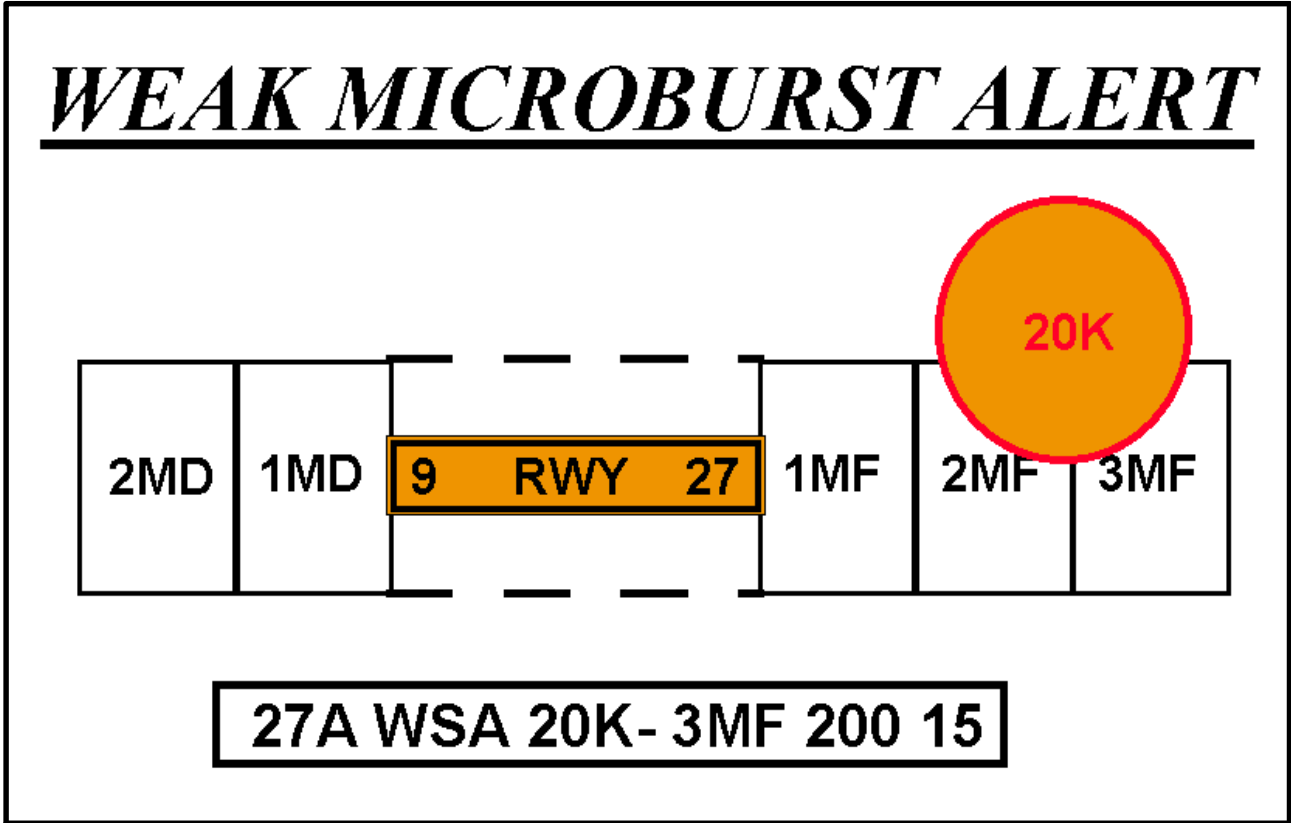 WEAK MICROBURST ALERT
20K
2MD 1MD 9 RWY 27 1MF 2MF 3MF
27A WSA 20K- 3MF 200 15